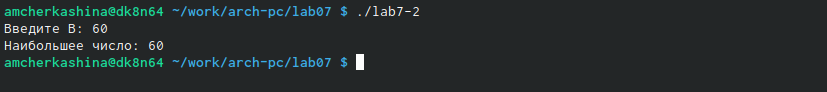 amcherkashina@dk8n64 ~/work/arch-pc/lab07 $ ./lab7-2
Введите В: 60
Наибольшее число: 60
amcherkashina@dk8n64 ~/work/arch-pc/lab07 $